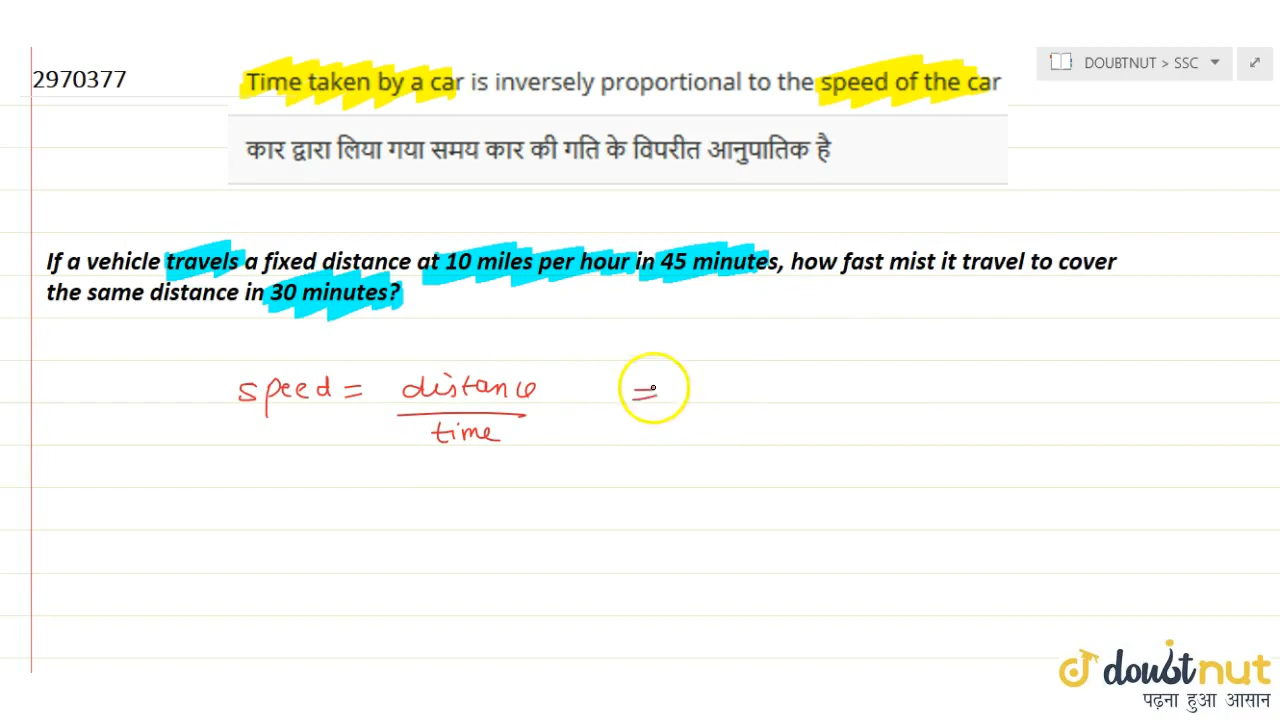 2970377
Time taken by a car is inversely proportional to the speed of the car
DOUBTNUT > SSC
कार द्वारा लिया गया समय कार की गति के विपरीत आनुपातिक है
If a vehicle travels a fixed distance at 10 miles per hour in 45 minutes, how fast mist it travel to cover
the same distance in 30 minutes?
speed = distance =
time
doubtnut
पढ़ना हुआ आसान